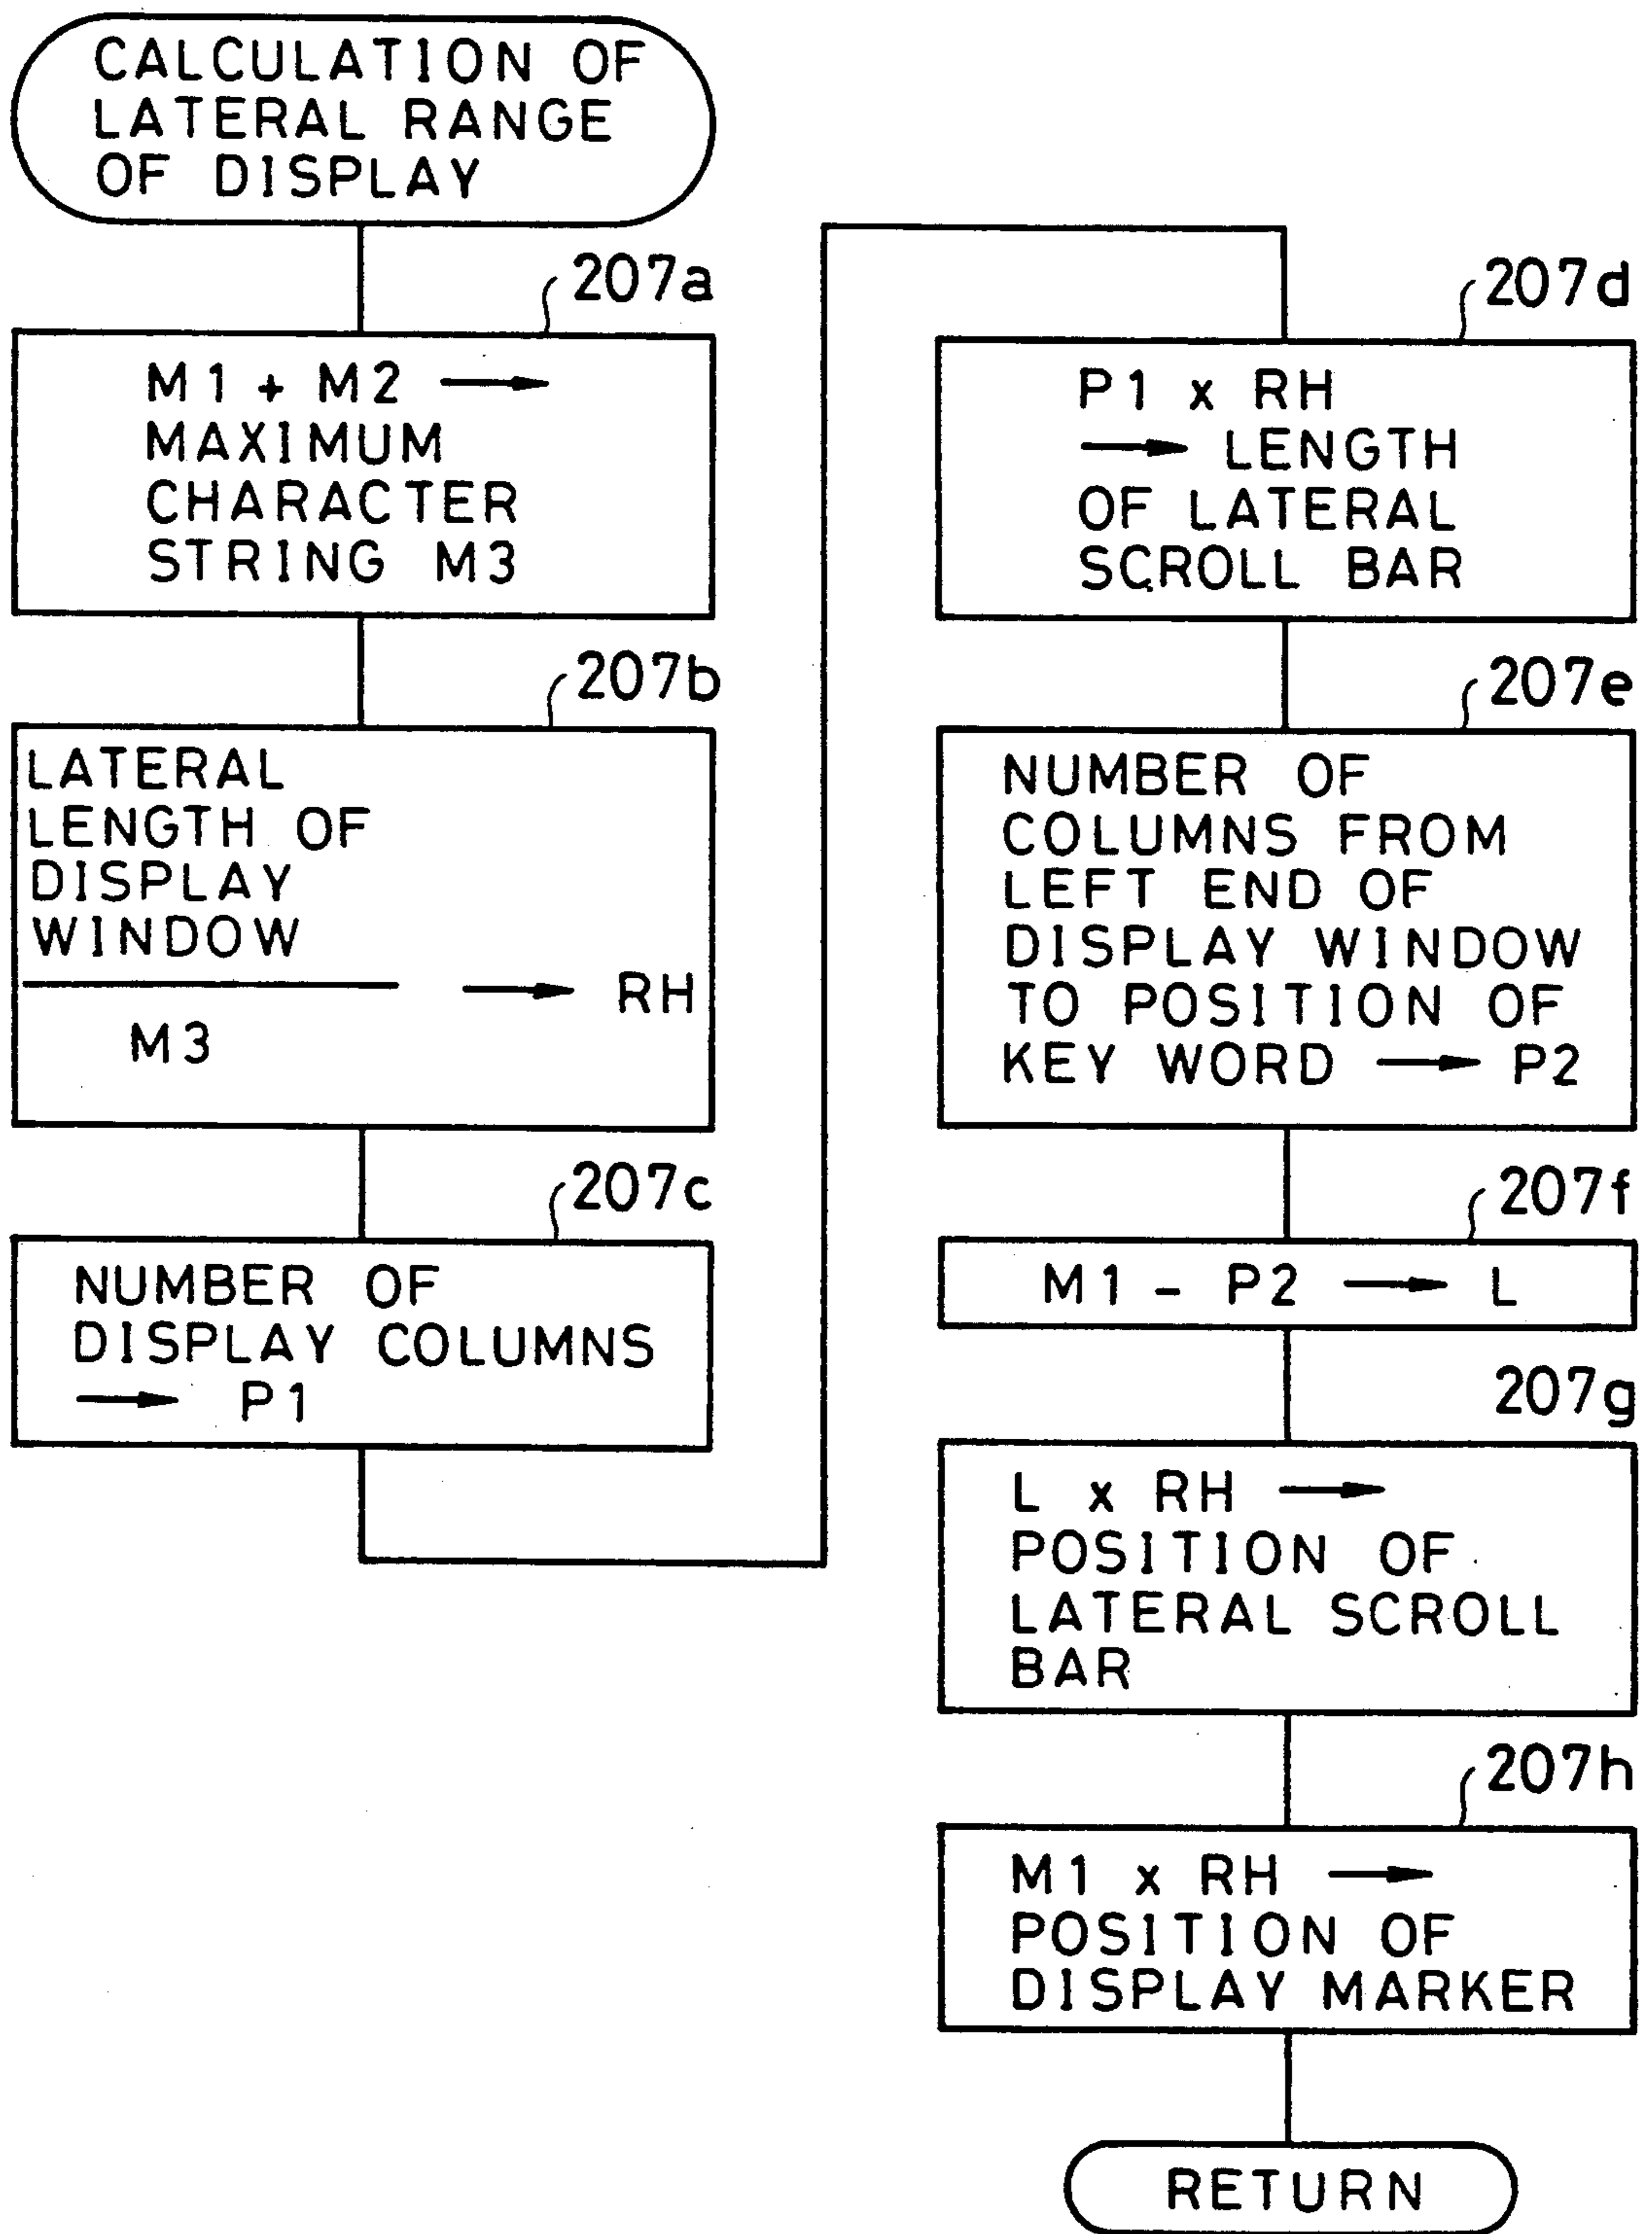 CALCULATION OF
LATERAL RANGE
OF DISPLAY
207a
M1 + M2 →
MAXIMUM
CHARACTER
STRING M3
207b
LATERAL
LENGTH OF
DISPLAY
WINDOW
→ RH
M3
207c
NUMBER OF
DISPLAY COLUMNS
→ P1
207d
P1 x RH
→ LENGTH
OF LATERAL
SCROLL BAR
207e
NUMBER OF
COLUMNS FROM
LEFT END OF
DISPLAY WINDOW
TO POSITION OF
KEY WORD → P2
207f
M1 - P2 → L
207g
L x RH →
POSITION OF
LATERAL SCROLL
BAR
207h
M1 x RH →
POSITION OF
DISPLAY MARKER
RETURN